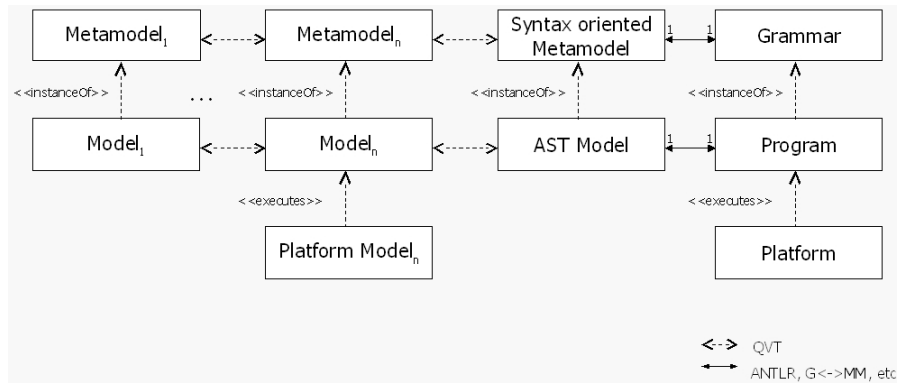 Metamodel₁
Metamodelₙ
Syntax oriented
Metamodel
1
1
Grammar
<<instanceOf>>
...
<<instanceOf>>
<<instanceOf>>
<<instanceOf>>
Model₁
Modelₙ
AST Model
1
1
Program
<<executes>>
<<executes>>
Platform Modelₙ
Platform
QVT
ANTLR, G<->MM, etc